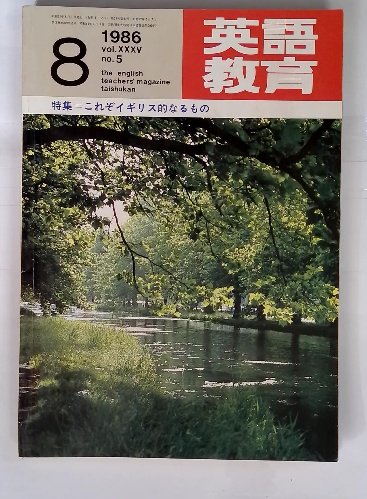 8
1986
vol. XXXV
no. 5
the english
teachers' magazine
taishukan
英語
教育
特集—これぞイギリス的なるもの